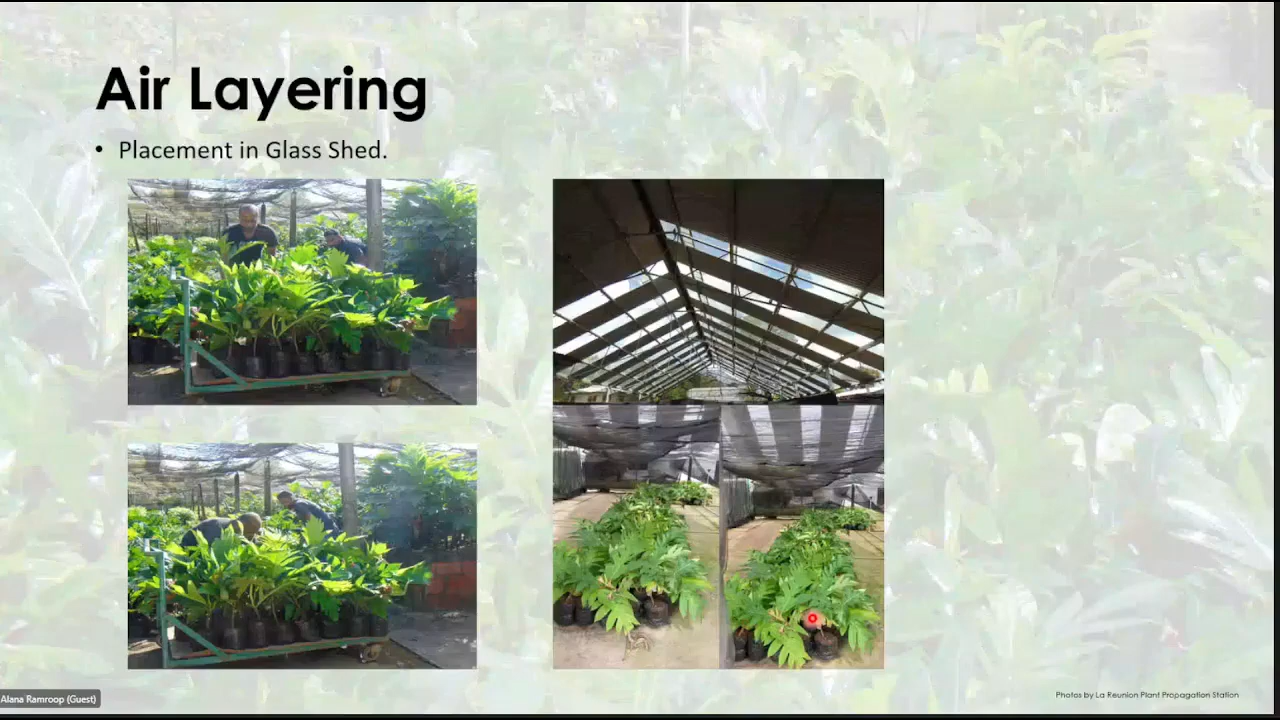 Air Layering
• Placement in Glass Shed.
Alana Ramroop (Guest)
Photos by La Reunion Plant Propagation Station